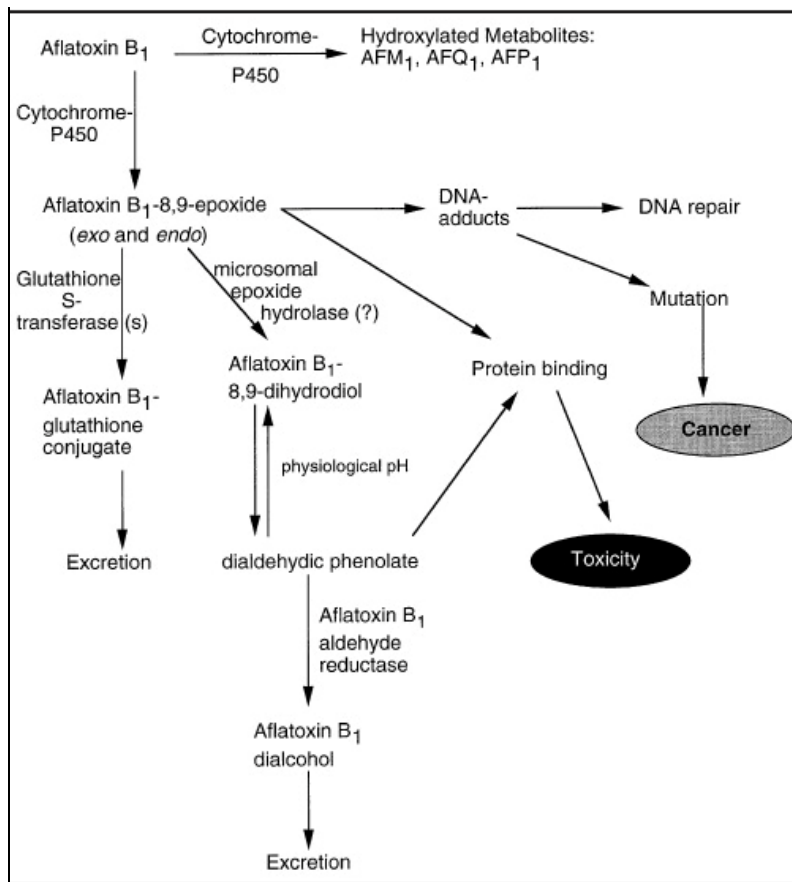 Aflatoxin B1
Cytochrome-
P450
Hydroxylated Metabolites:
AFM1, AFQ1, AFP1
Cytochrome-
P450
Aflatoxin B1-8,9-epoxide
(exo and endo)
DNA-
adducts
DNA repair
Mutation
Cancer
Glutathione
S-
transferase (s)
microsomal
epoxide
hydrolase (?)
Aflatoxin B1-
glutathione
conjugate
Aflatoxin B1-
8,9-dihydrodiol
Protein binding
physiological pH
Excretion
dialdehydic phenolate
Toxicity
Aflatoxin B1
aldehyde
reductase
Aflatoxin B1
dialcohol
Excretion